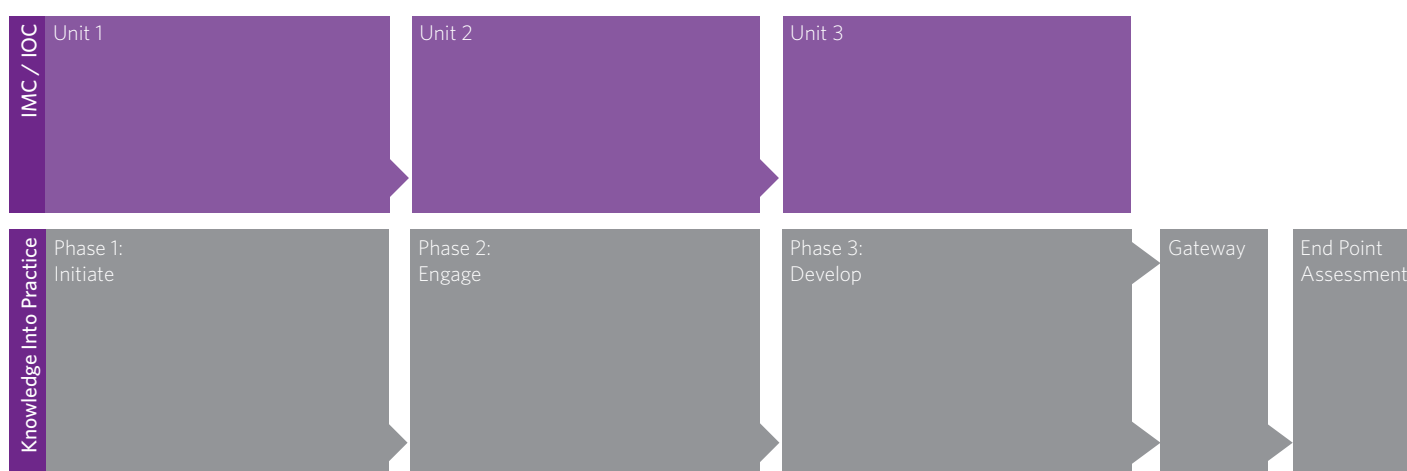 IMC / IOC
Unit 1
Unit 2
Unit 3
Knowledge Into Practice
Phase 1:
Initiate
Phase 2:
Engage
Phase 3:
Develop
Gateway
End Point
Assessment